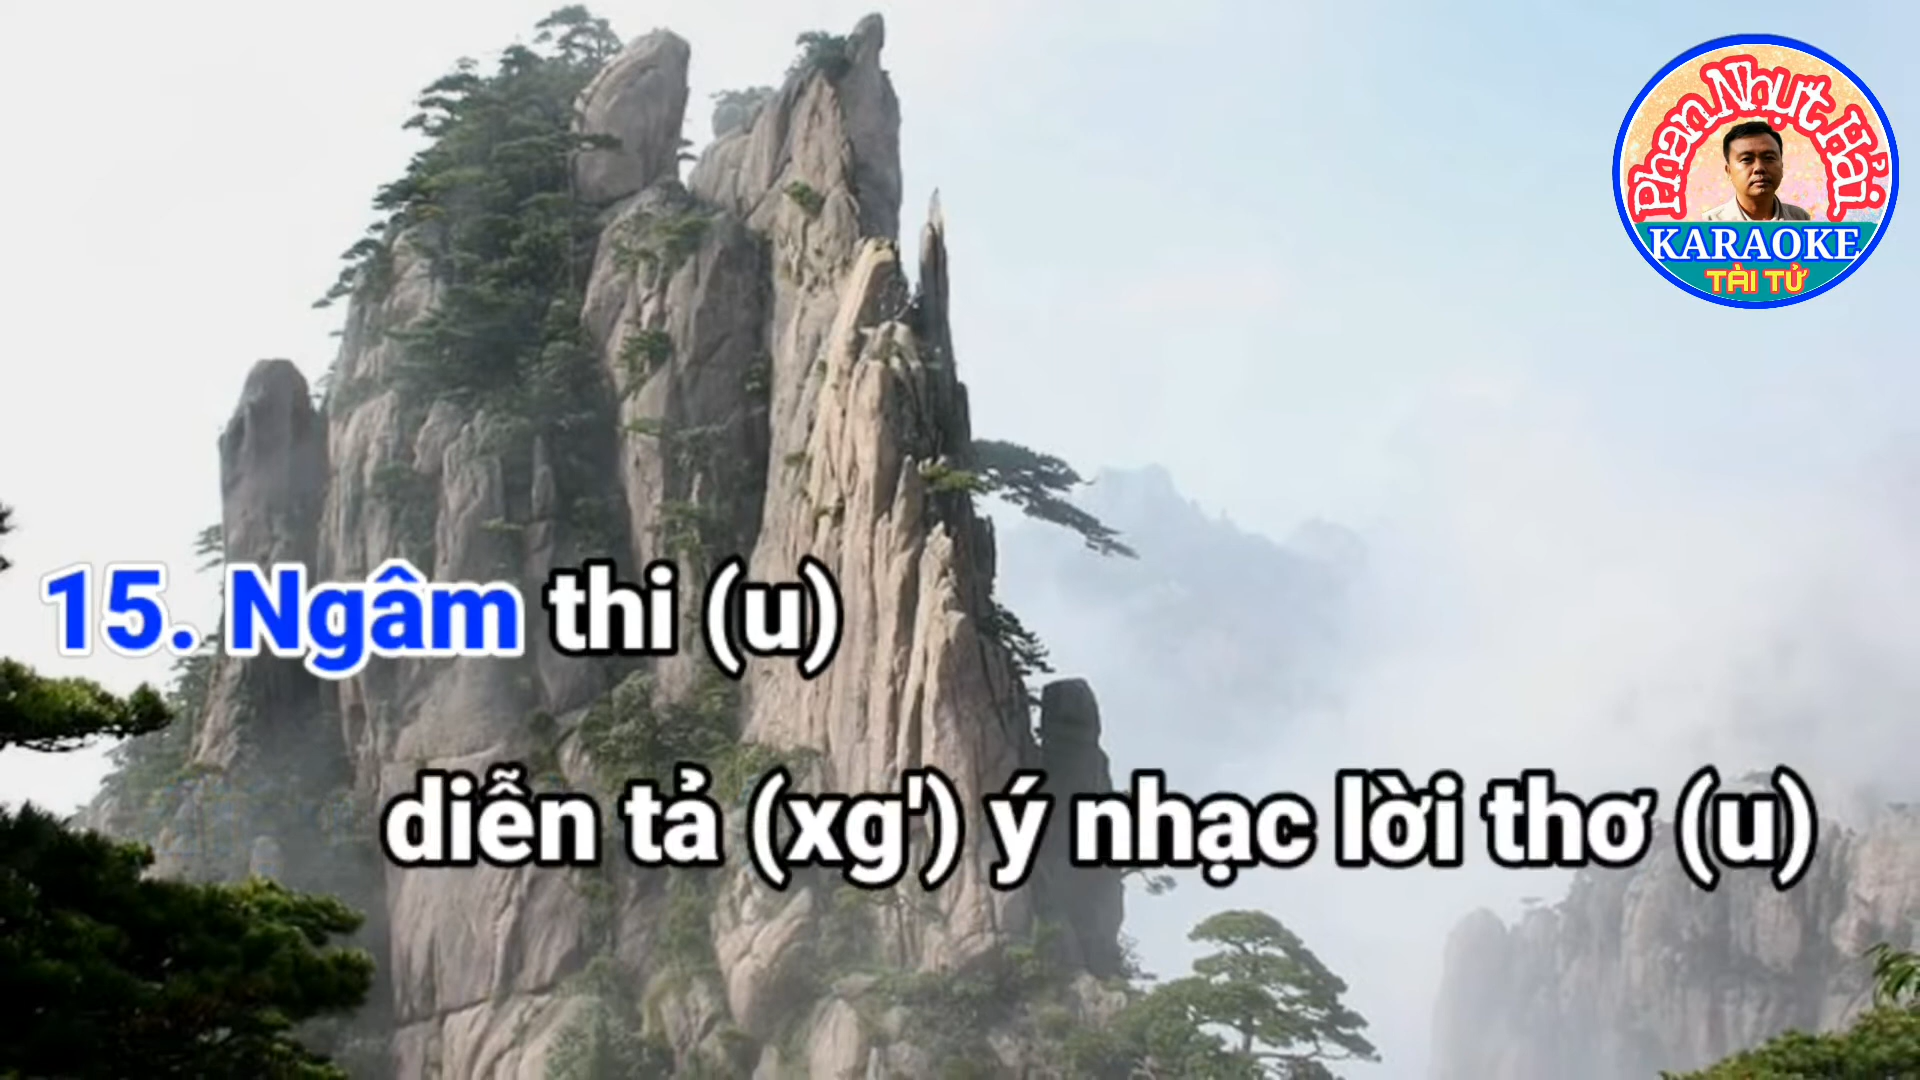 Phan Nhựt Hải
KARAOKE
TÀI TỬ
15. Ngâm thi (u)
diễn tả (xg') ý nhạc lời thơ (u)